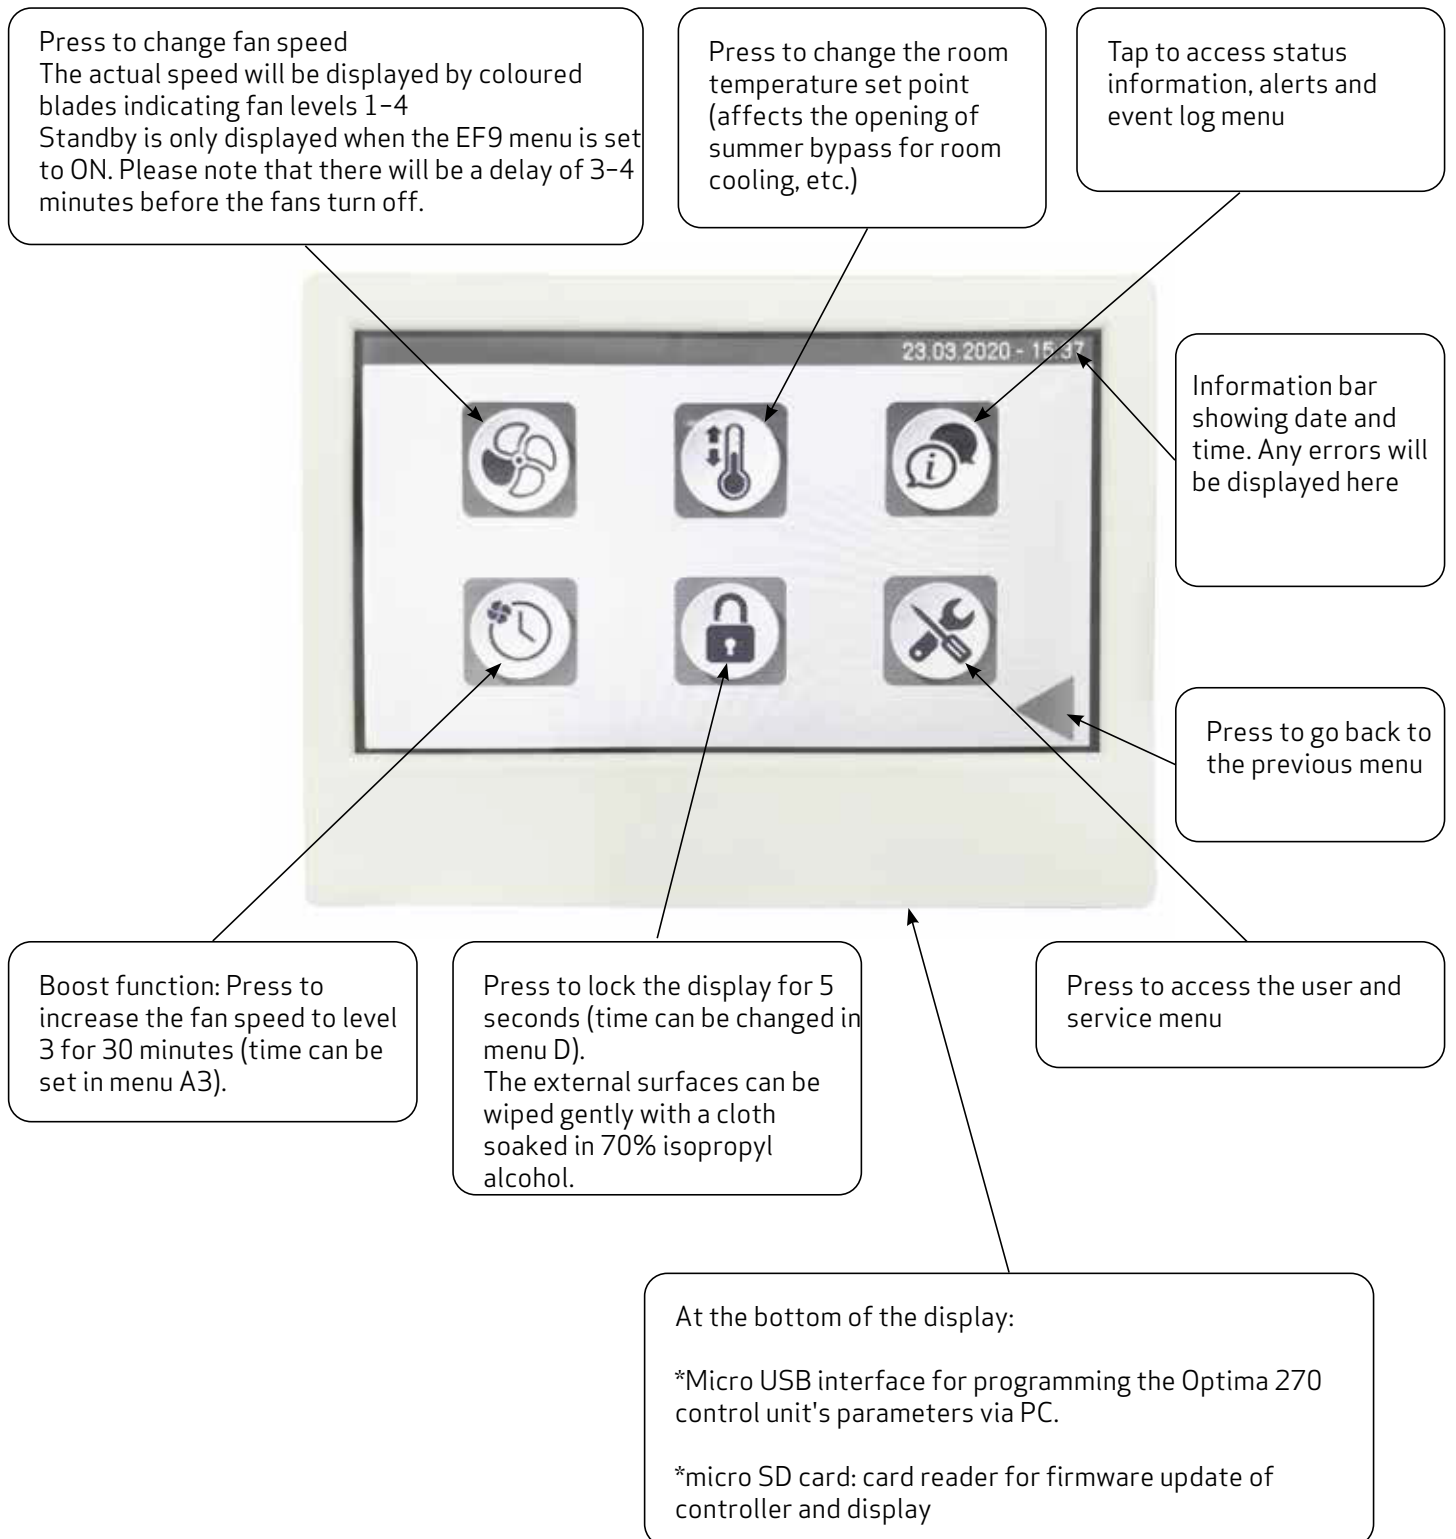 Press to change fan speed
The actual speed will be displayed by coloured
blades indicating fan levels 1–4
Standby is only displayed when the EF9 menu is set
to ON. Please note that there will be a delay of 3–4
minutes before the fans turn off.
Press to change the room
temperature set point
(affects the opening of
summer bypass for room
cooling, etc.)
Tap to access status
information, alerts and
event log menu
23.03.2020 - 15:37
Information bar
showing date and
time. Any errors will
be displayed here
Press to go back to
the previous menu
Boost function: Press to
increase the fan speed to level
3 for 30 minutes (time can be
set in menu A3).
Press to lock the display for 5
seconds (time can be changed in
menu D).
The external surfaces can be
wiped gently with a cloth
soaked in 70% isopropyl
alcohol.
Press to access the user and
service menu
At the bottom of the display:
*Micro USB interface for programming the Optima 270
control unit's parameters via PC.
*micro SD card: card reader for firmware update of
controller and display